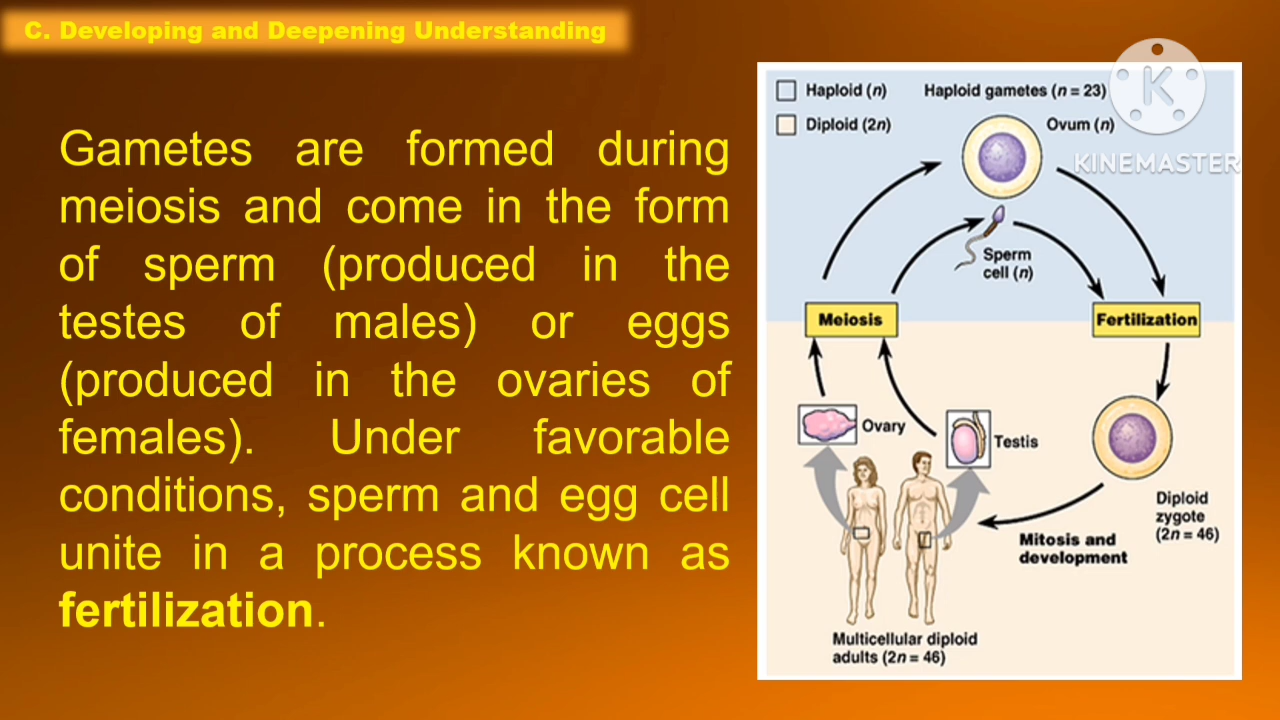 C. Developing and Deepening Understanding
Gametes are formed during
meiosis and come in the form
of sperm (produced in the
testes of males) or eggs
(produced in the ovaries of
females). Under favorable
conditions, sperm and egg cell
unite in a process known as
fertilization.
Haploid (n)
Diploid (2n)
Haploid gametes (n = 23)
Ovum (n)
K
KINEMASTER
Sperm
cell (n)
Meiosis
Fertilization
Ovary
Testis
Diploid
zygote
(2n = 46)
Mitosis and
development
Multicellular diploid
adults (2n = 46)